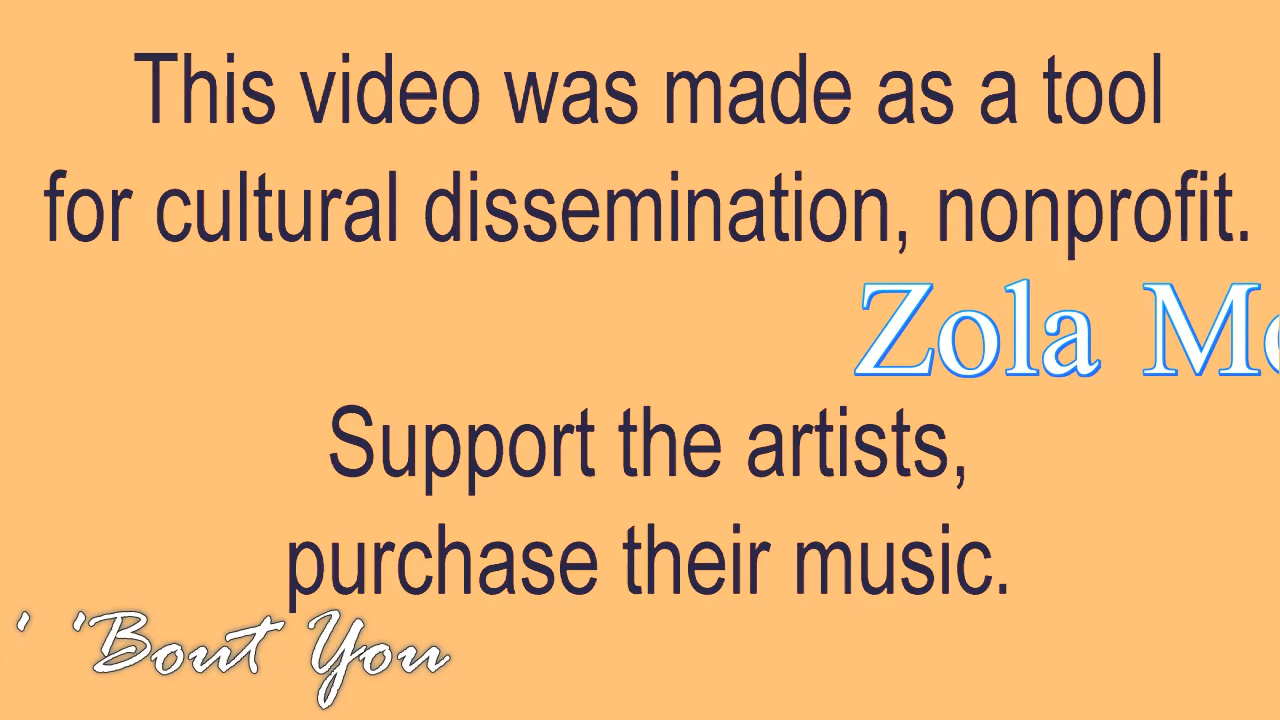 This video was made as a tool
for cultural dissemination, nonprofit.
Zola
Support the artists,
purchase their music.
' 'Bout You